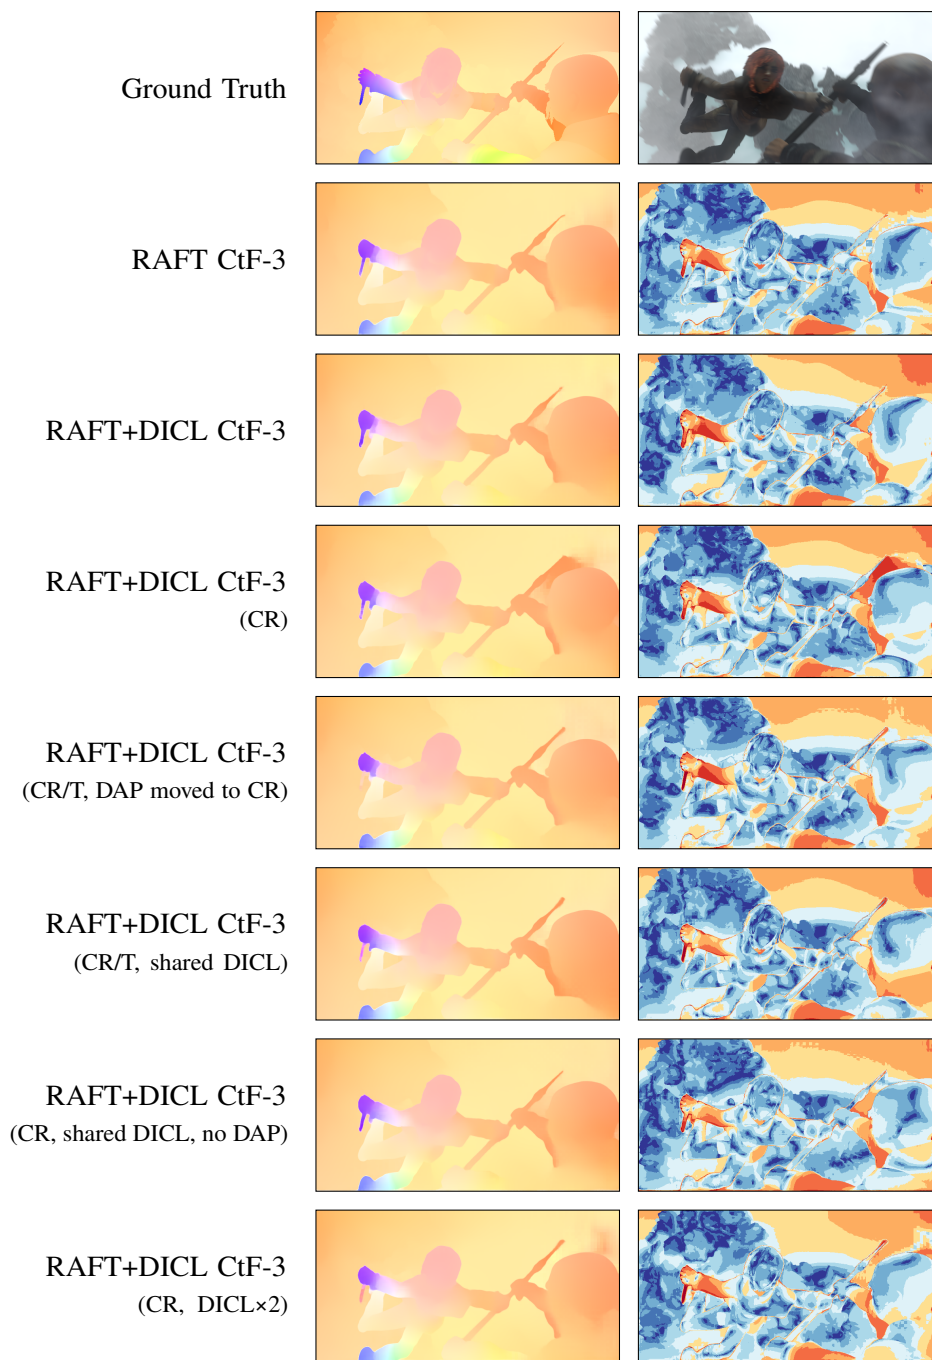 Ground Truth
RAFT CtF-3
RAFT+DICL CtF-3
RAFT+DICL CtF-3
(CR)
RAFT+DICL CtF-3
(CR/T, DAP moved to CR)
RAFT+DICL CtF-3
(CR/T, shared DICL)
RAFT+DICL CtF-3
(CR, shared DICL, no DAP)
RAFT+DICL CtF-3
(CR, DICL×2)